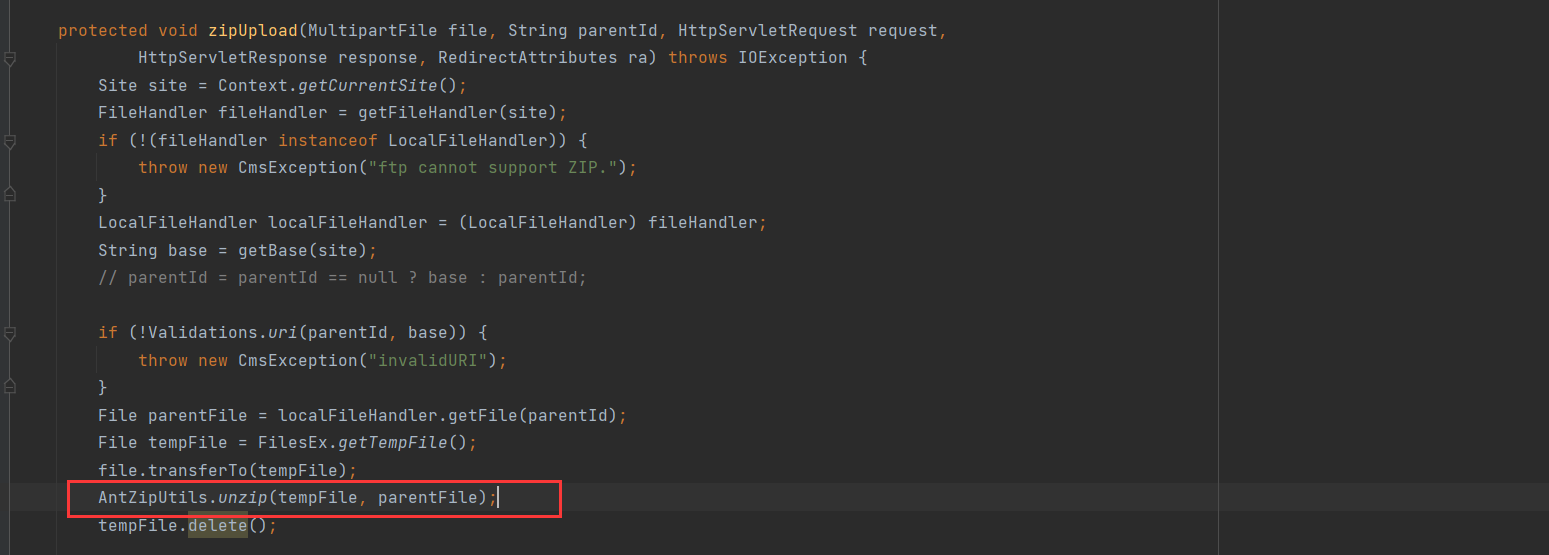 protected void zipUpload(MultipartFile file, String parentId, HttpServletRequest request,
HttpServletResponse response, RedirectAttributes ra) throws IOException {
Site site = Context.getCurrentSite();
FileHandler fileHandler = getFileHandler(site);
if (!(fileHandler instanceof LocalFileHandler)) {
throw new CmsException("ftp cannot support ZIP.");
}
LocalFileHandler localFileHandler = (LocalFileHandler) fileHandler;
String base = getBase(site);
// parentId = parentId == null ? base : parentId;
if (!Validations.uri(parentId, base)) {
throw new CmsException("invalidURI");
}
File parentFile = localFileHandler.getFile(parentId);
File tempFile = FilesEx.getTempFile();
file.transferTo(tempFile);
AntZipUtils.unzip(tempFile, parentFile);
tempFile.delete();